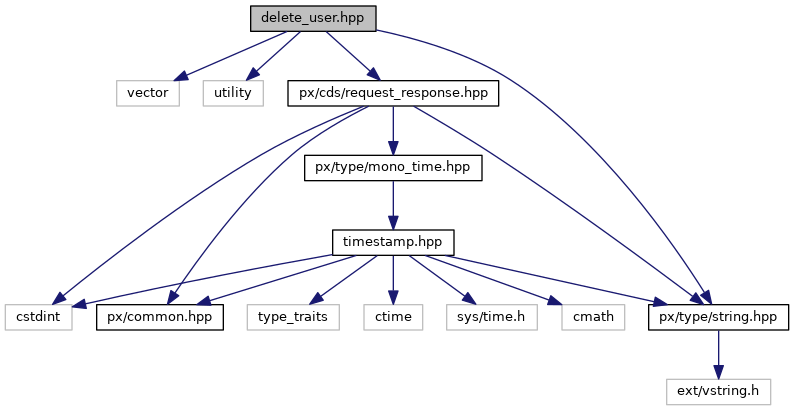 delete_user.hpp
vector
utility
px/cds/request_response.hpp
px/type/mono_time.hpp
timestamp.hpp
cstdint
px/common.hpp
type_traits
ctime
sys/time.h
cmath
px/type/string.hpp
ext/vstring.h